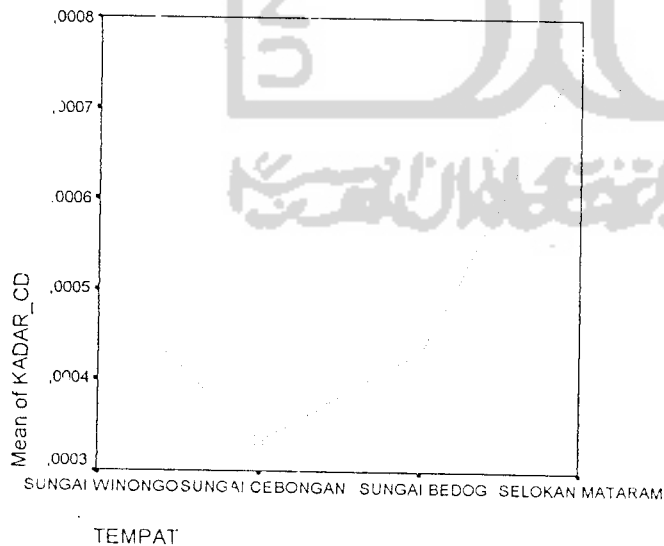 ,0008
,0007
,0006
,0005
,0004
,0003
Mean of KADAR_CD
SUNGAI WINONGO SUNGAI CEBONGAN SUNGAI BEDOG SELOKAN MATARAM
TEMPAT